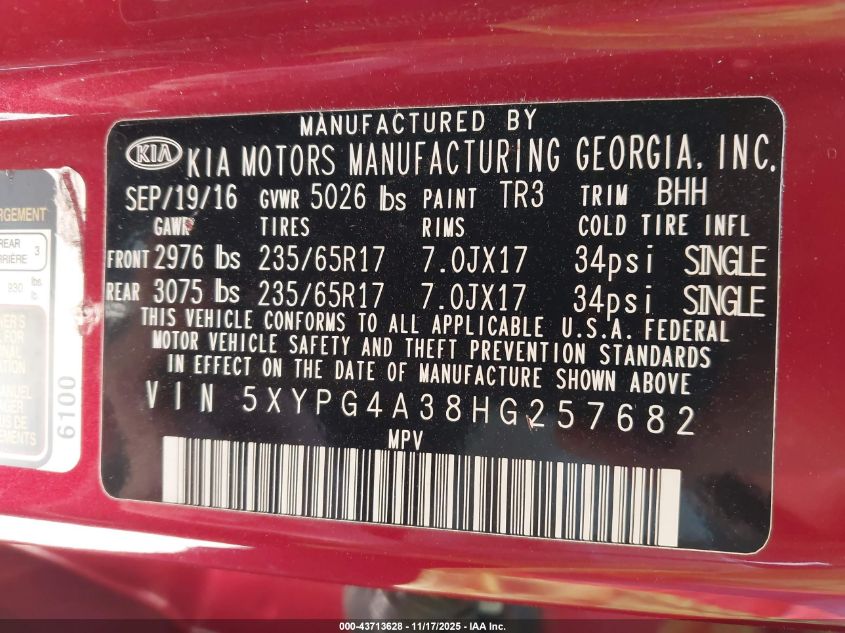 MANUFACTURED BY
KIA KIA MOTORS MANUFACTURING GEORGIA, INC.
SEP/19/16 GVWR 5026 lbs PAINT TR3 TRIM BHH
GAWR TIRES RIMS COLD TIRE INFL
FRONT 2976 lbs 235/65R17 7.0JX17 34psi SINGLE
REAR 3075 lbs 235/65R17 7.0JX17 34psi SINGLE
THIS VEHICLE CONFORMS TO ALL APPLICABLE U.S.A. FEDERAL
MOTOR VEHICLE SAFETY AND THEFT PREVENTION STANDARDS
IN EFFECT ON THE DATE OF MANUFACTURE SHOWN ABOVE
VIN 5XYPG4A38HG257682
MPV
REAR 3
930 lbs
6100
000-43713628 - 11/17/2025 - IAA Inc.